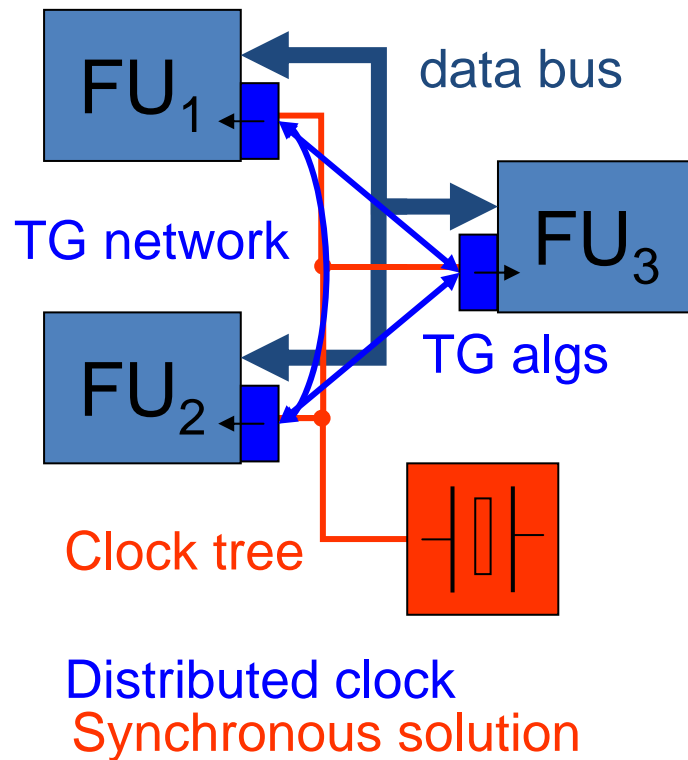 FU₁
data bus
TG network
FU₃
FU₂
TG algs
Clock tree
Distributed clock
Synchronous solution